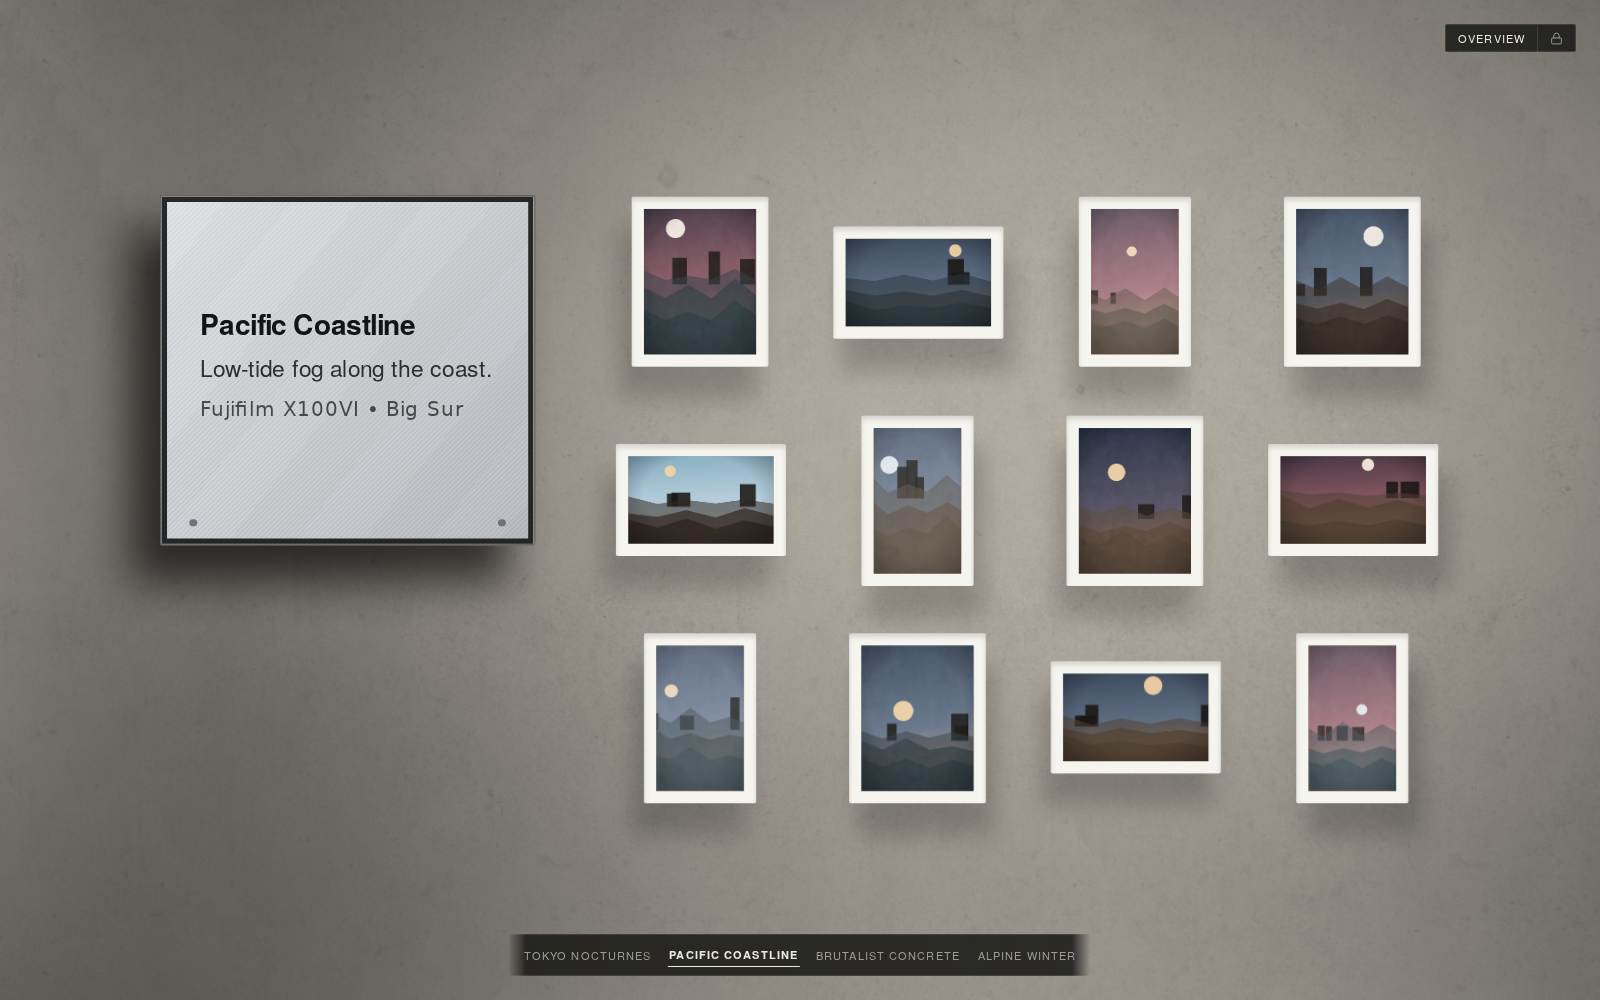 OVERVIEW
Pacific Coastline
Low-tide fog along the coast.
Fujifilm X100VI • Big Sur
TOKYO NOCTURNES PACIFIC COASTLINE BRUTALIST CONCRETE ALPINE WINTER